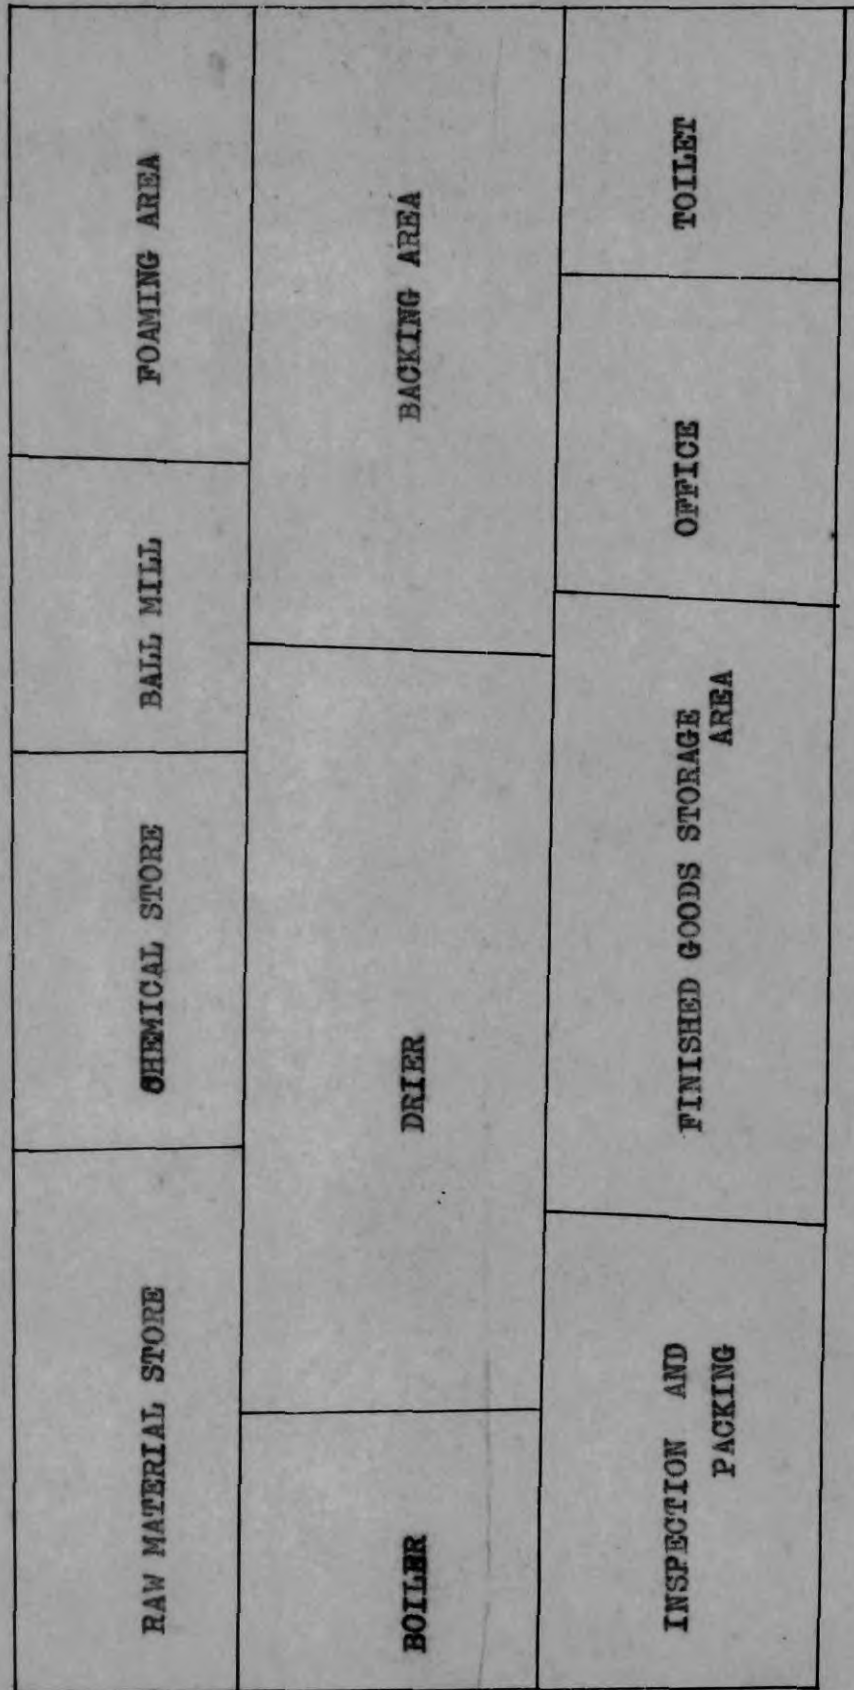 RAW MATERIAL STORE
CHEMICAL STORE
BALL MILL
FOAMING AREA
BOILER
DRIER
BACKING AREA
INSPECTION AND
PACKING
FINISHED GOODS STORAGE
AREA
OFFICE
TOILET